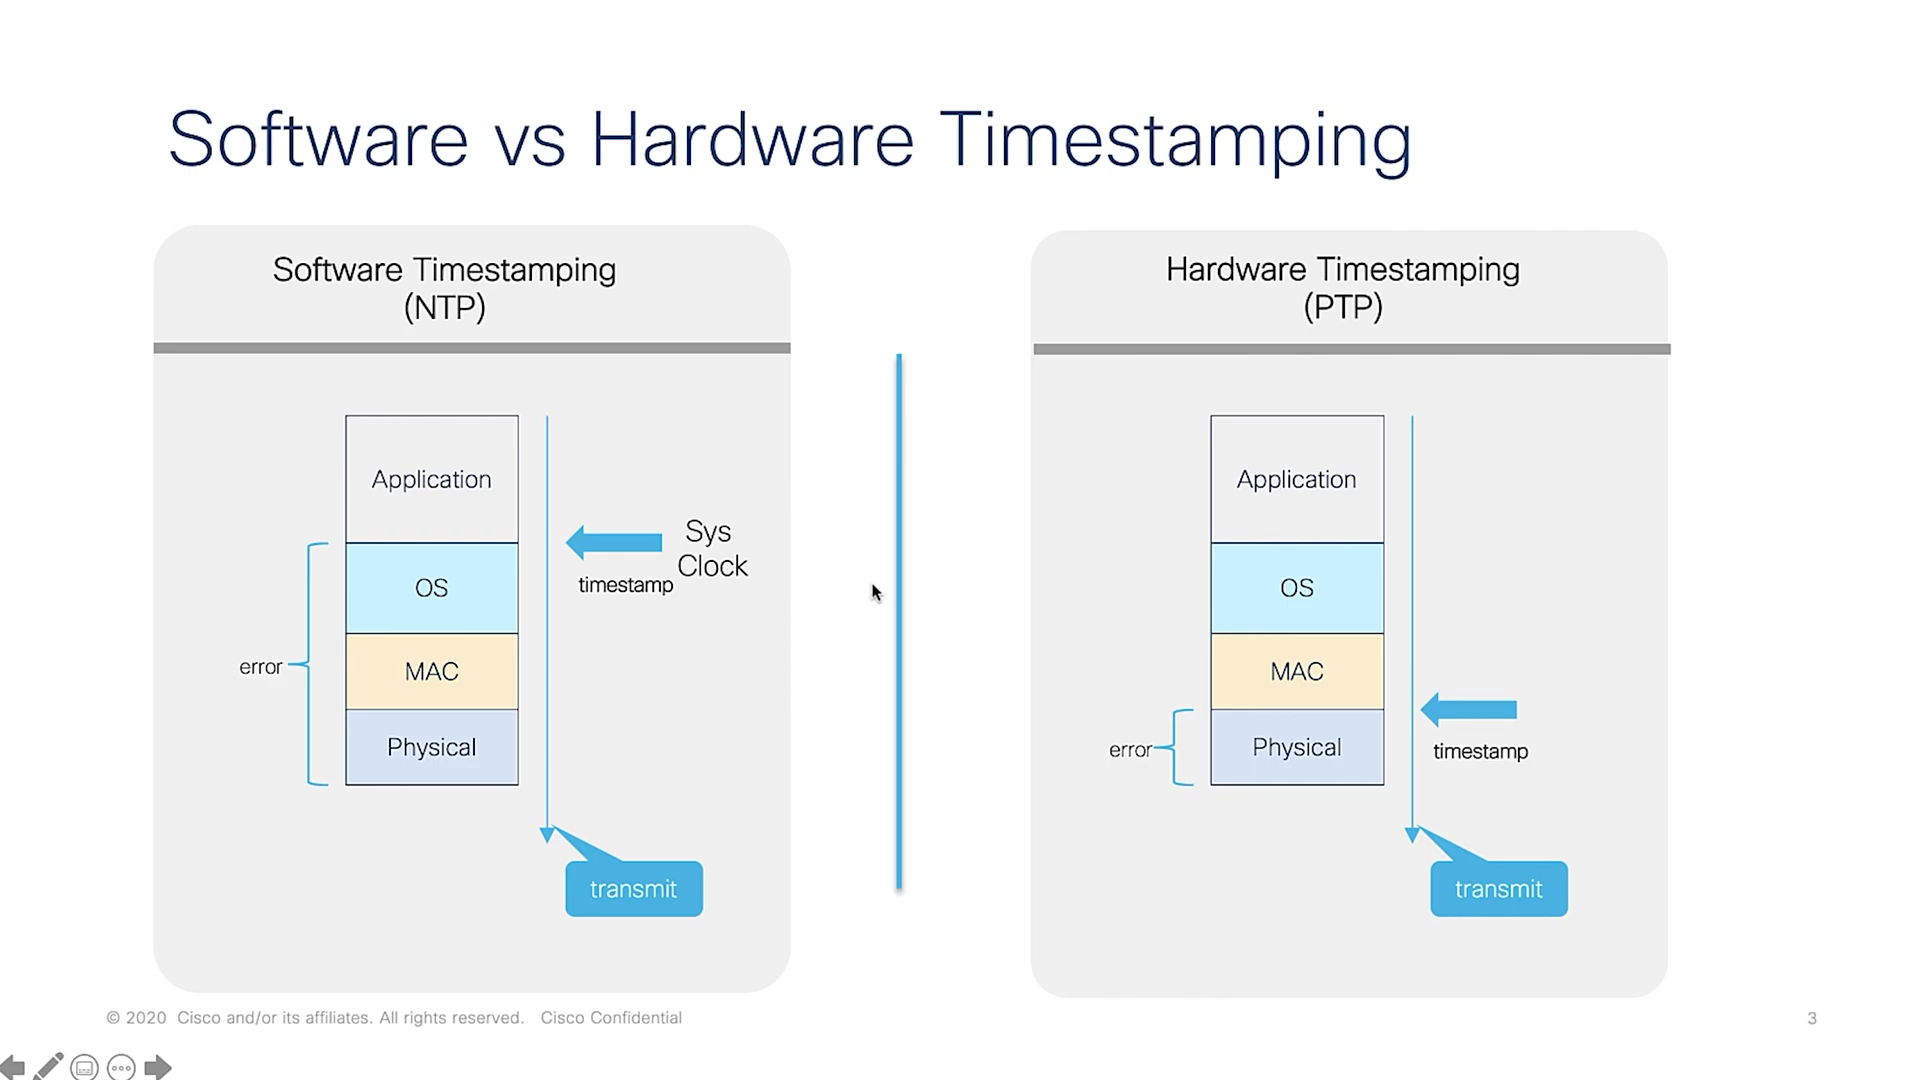 Software vs Hardware Timestamping
Software Timestamping
(NTP)
Application
OS
MAC
Physical
error
Sys
Clock
timestamp
transmit
Hardware Timestamping
(PTP)
Application
OS
MAC
Physical
error
timestamp
transmit
© 2020 Cisco and/or its affiliates. All rights reserved. Cisco Confidential
3